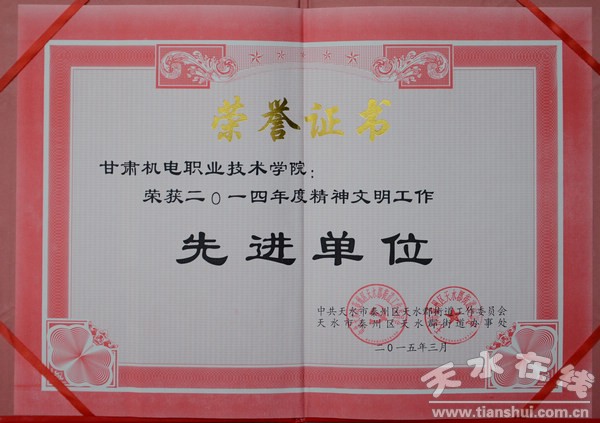 荣誉证书
甘肃机电职业技术学院：
荣获二0一四年度精神文明工作
先进单位
中共天水市秦州区天水郡街道工作委员会
天水市秦州区天水郡街道办事处
二〇一五年三月
天水在线
www.tianshui.com.cn